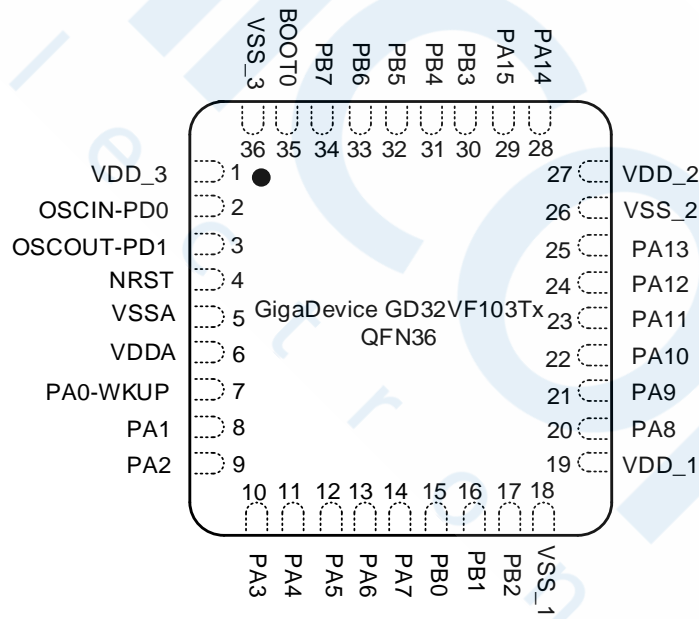 VSS_3
BOOT0
PB7
PB6
PB5
PB4
PB3
PA15
PA14
36 35 34 33 32 31 30 29 28
VDD_3 1
OSCIN-PD0 2
OSCOUT-PD1 3
NRST 4
VSSA 5
VDDA 6
PA0-WKUP 7
PA1 8
PA2 9
GigaDevice GD32VF103Tx
QFN36
27 VDD_2
26 VSS_2
25 PA13
24 PA12
23 PA11
22 PA10
21 PA9
20 PA8
19 VDD_1
10 11 12 13 14 15 16 17 18
PA3
PA4
PA5
PA6
PA7
PB0
PB1
PB2
VSS_1